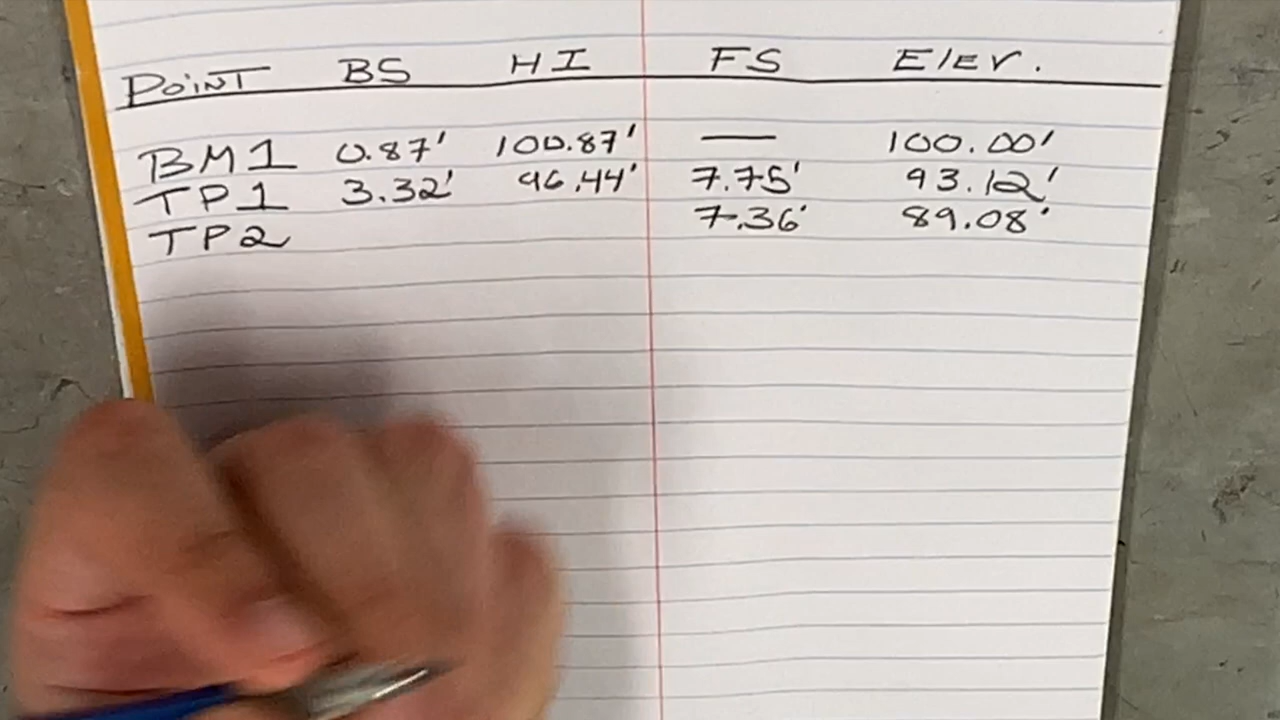 Point BS HI FS Elev.
BM1 0.87' 100.87' — 100.00'
TP1 3.32' 96.44' 7.75' 93.12'
TP2 7.36' 89.08'